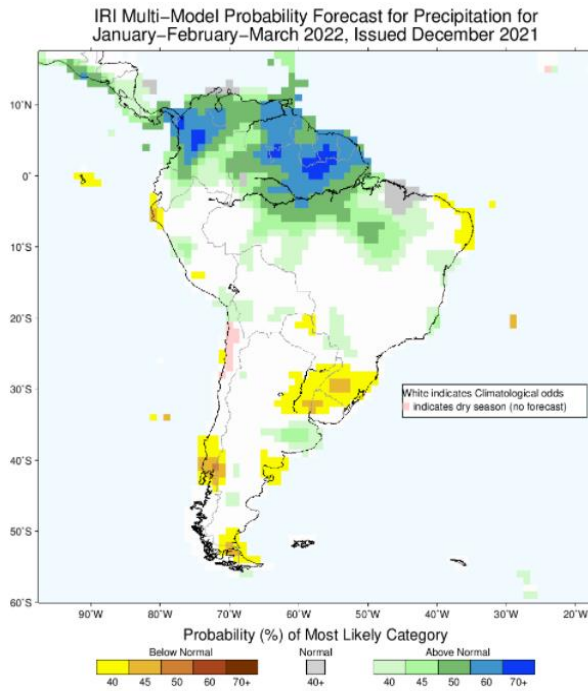 IRI Multi-Model Probability Forecast for Precipitation for
January-February-March 2022, Issued December 2021
10˚N
0˚
10˚S
20˚S
30˚S
40˚S
50˚S
60˚S
White indicates Climatological odds
indicates dry season (no forecast)
90˚W 80˚W 70˚W 60˚W 50˚W 40˚W 30˚W 20˚W
Probability (%) of Most Likely Category
Below Normal Normal Above Normal
40 45 50 60 70+ 40+ 40 45 50 60 70+